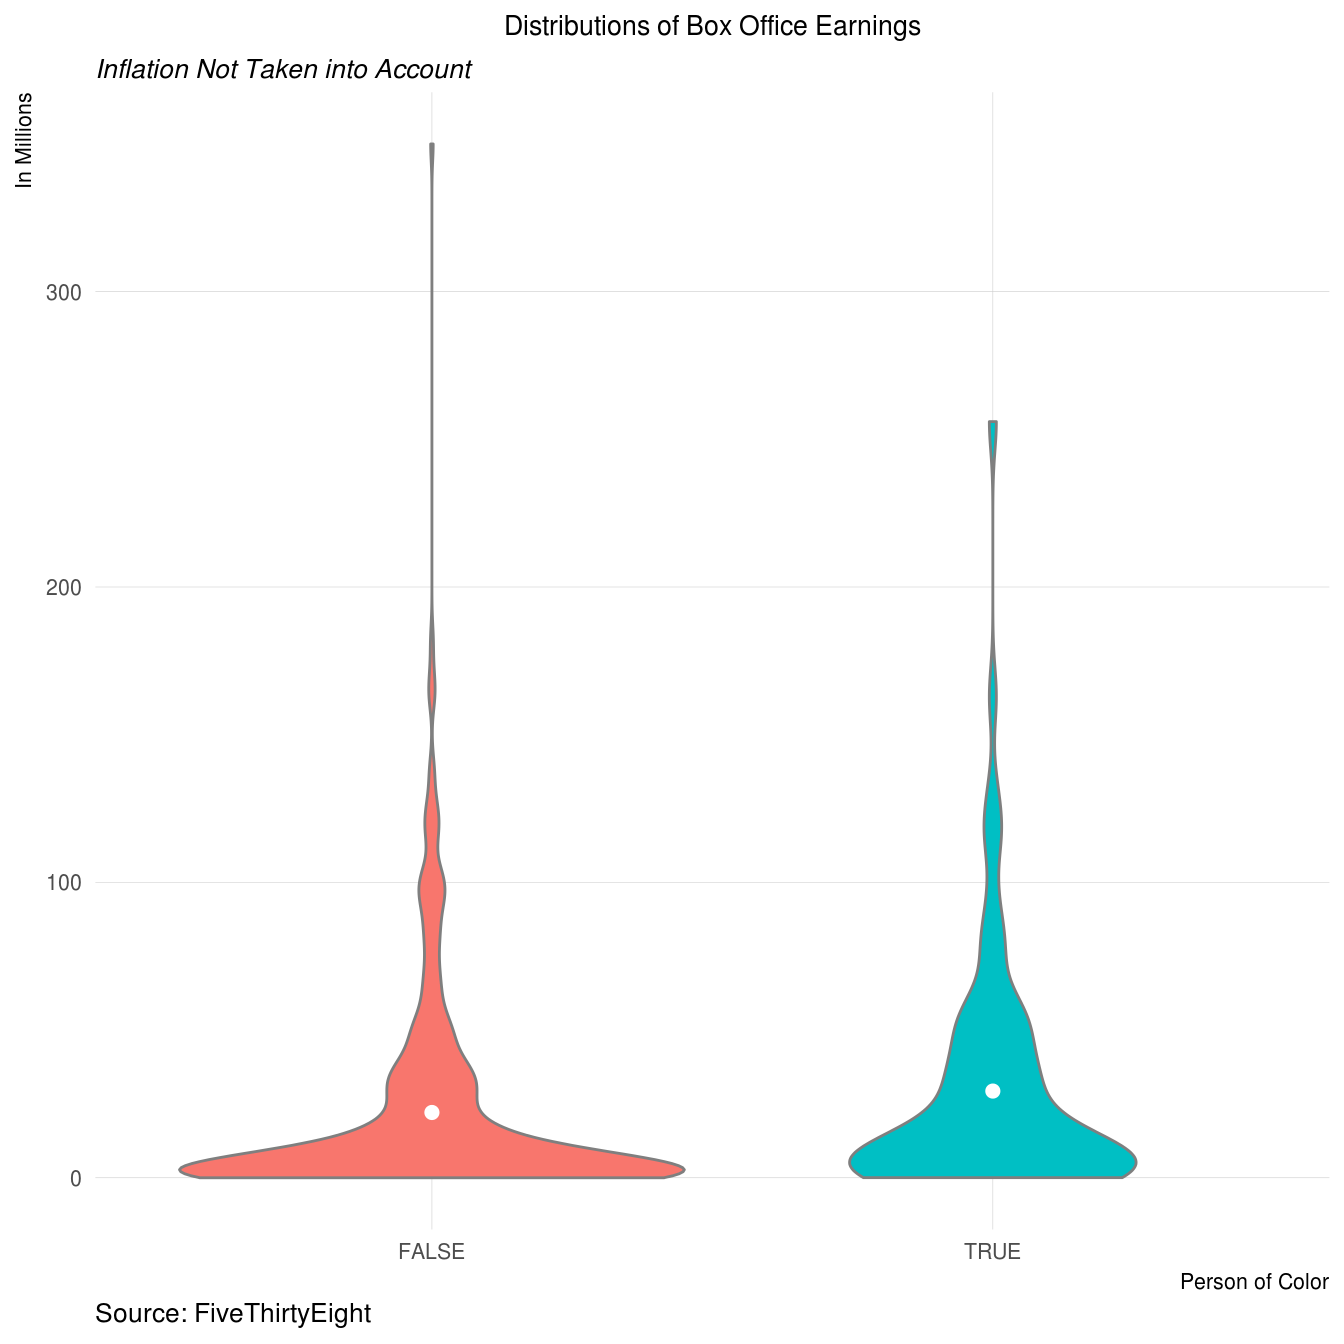 Distributions of Box Office Earnings
Inflation Not Taken into Account
In Millions
300
200
100
0
FALSE
TRUE
Person of Color
Source: FiveThirtyEight